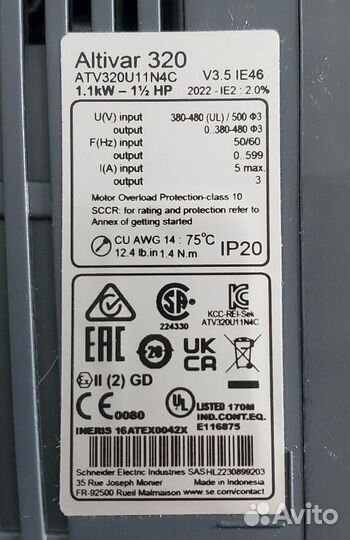 Altivar 320
ATV320U11N4C V3.5 IE46
1.1kW – 1½ HP 2022 - IE2 : 2.0%
U(V) input 380-480 (UL) / 500 Φ3
output 0..380-480 Φ3
F(Hz) input 50/60
output 0..599
I(A) input 5 max.
output 3
Motor Overload Protection-class 10
SCCR: for rating and protection refer to
Annex of getting started
CU AWG 14 : 75°C
12.4 lb.in 1.4 N.m
IP20
SA
224330
KC
KCC-REI-Sek
ATV320U11N4C
EAC
UK
CA
Ex II (2) GD
CE 0080
UL LISTED 170M
IND.CONT.EQ.
E116875
INERIS 16ATEX0042X
Schneider Electric Industries SAS HL2230899203
35 Rue Joseph Monier Made in Indonesia
FR-92500 Rueil Malmaison www.se.com/contact
Avito